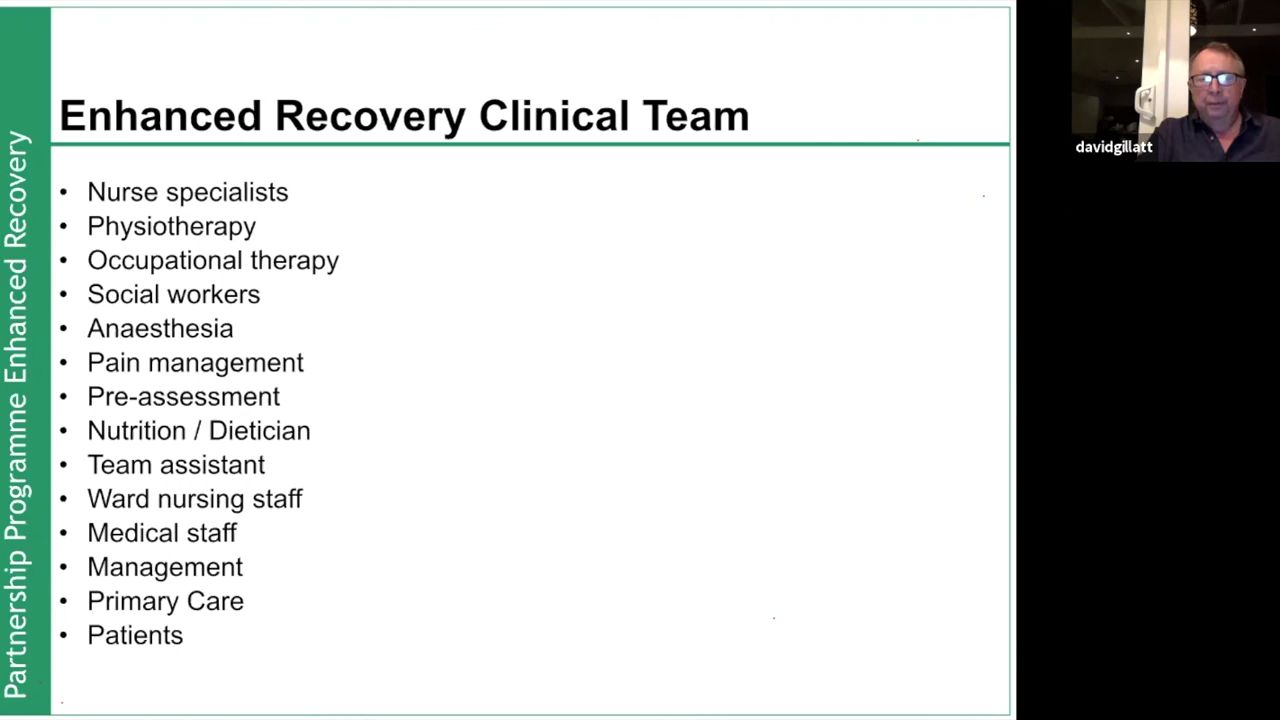 Partnership Programme Enhanced Recovery
Enhanced Recovery Clinical Team
• Nurse specialists
• Physiotherapy
• Occupational therapy
• Social workers
• Anaesthesia
• Pain management
• Pre-assessment
• Nutrition / Dietician
• Team assistant
• Ward nursing staff
• Medical staff
• Management
• Primary Care
• Patients
davidgillatt